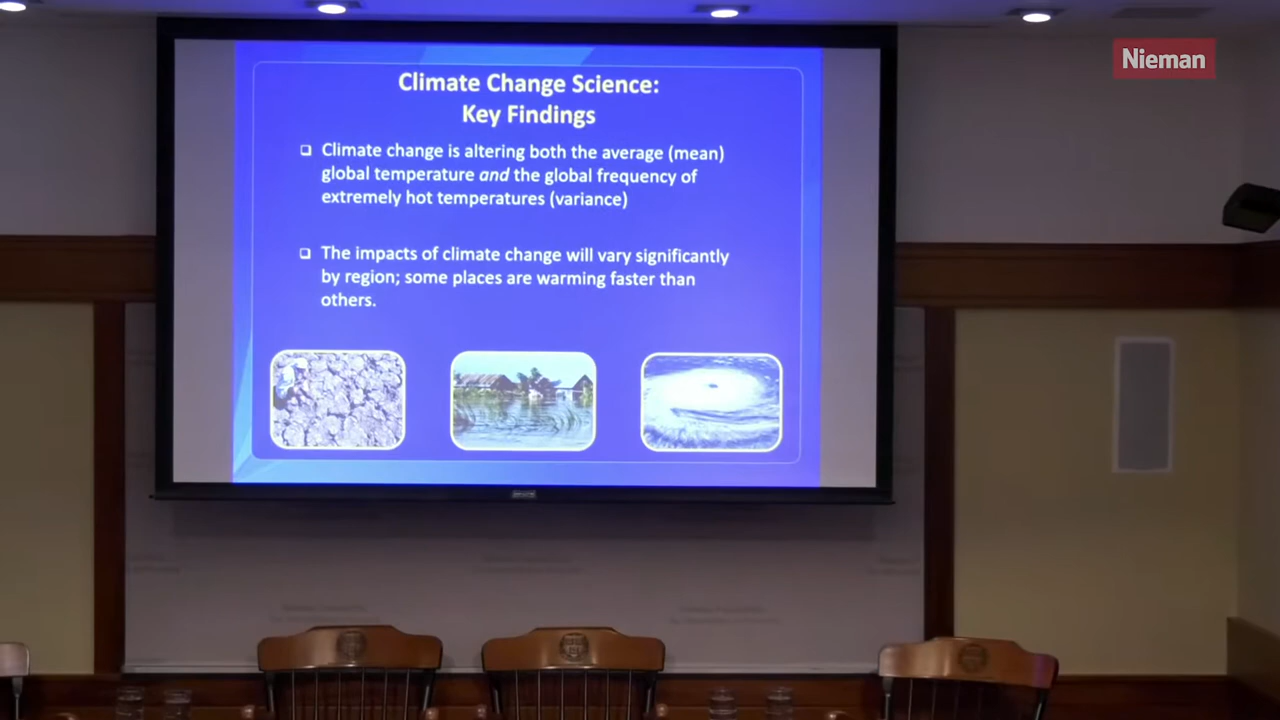 Nieman
Climate Change Science:
Key Findings
Climate change is altering both the average (mean)
global temperature and the global frequency of
extremely hot temperatures (variance)
The impacts of climate change will vary significantly
by region; some places are warming faster than
others.